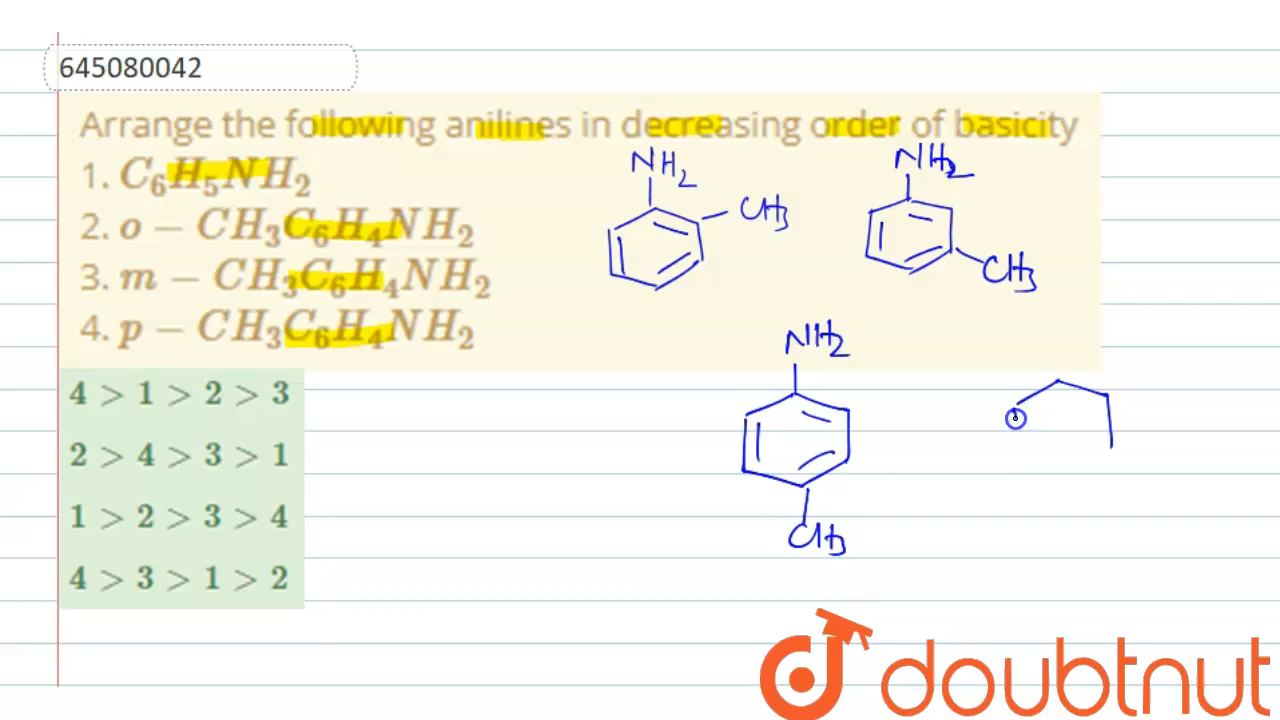 645080042
Arrange the following anilines in decreasing order of basicity
1. C₆H₅NH₂
2. o − CH₃C₆H₄NH₂
3. m − CH₃C₆H₄NH₂
4. p − CH₃C₆H₄NH₂
NH₂
CH₃
NH₂
CH₃
NH₂
CH₃
4 > 1 > 2 > 3
2 > 4 > 3 > 1
1 > 2 > 3 > 4
4 > 3 > 1 > 2
doubtnut